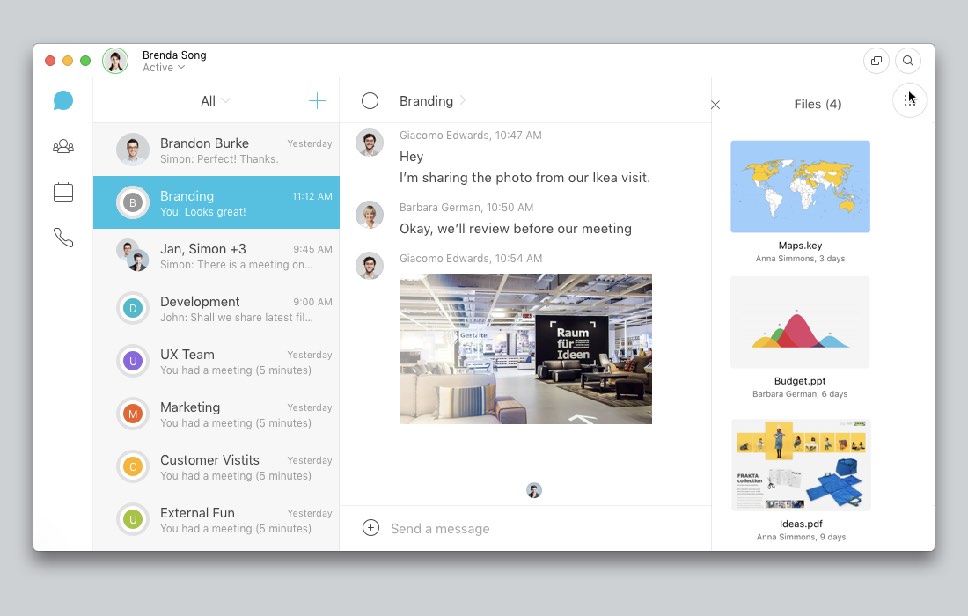 Brenda Song
Active
All
Brandon Burke
Yesterday
Simon: Perfect! Thanks.
B
Branding
11:12 AM
You: Looks great!
Jan, Simon +3
9:45 AM
Simon: There is a meeting on...
D
Development
9:00 AM
John: Shall we share latest fil...
U
UX Team
Yesterday
You had a meeting (5 minutes)
M
Marketing
Yesterday
You had a meeting (5 minutes)
C
Customer Vistits
Yesterday
You had a meeting (5 minutes)
U
External Fun
Yesterday
You had a meeting (5 minutes)
Branding
Giacomo Edwards, 10:47 AM
Hey
I'm sharing the photo from our Ikea visit.
Barbara German, 10:50 AM
Okay, we'll review before our meeting
Giacomo Edwards, 10:54 AM
Raum
für
Ideen
Send a message
Files (4)
Maps.key
Anna Simmons, 3 days
Budget.ppt
Barbara German, 6 days
FRAKTA
collection
Ideas.pdf
Anna Simmons, 9 days